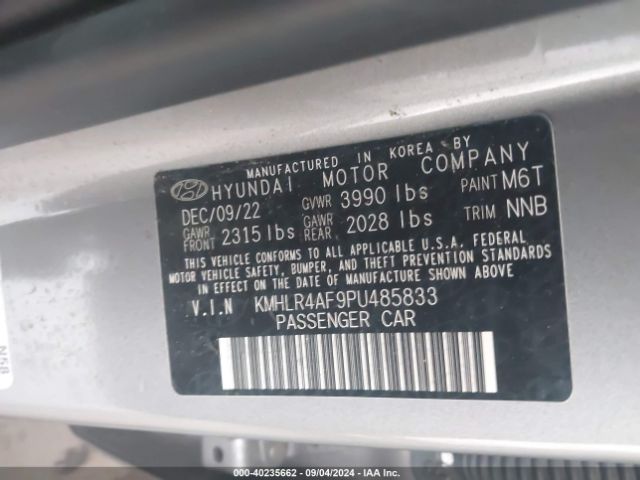 MANUFACTURED IN KOREA BY
HYUNDAI MOTOR COMPANY
DEC/09/22 GVWR 3990 lbs PAINT M6T
GAWR FRONT 2315 lbs GAWR REAR 2028 lbs TRIM NNB
THIS VEHICLE CONFORMS TO ALL APPLICABLE U.S.A. FEDERAL
MOTOR VEHICLE SAFETY, BUMPER, AND THEFT PREVENTION STANDARDS
IN EFFECT ON THE DATE OF MANUFACTURE SHOWN ABOVE.
V.I.N KMHLR4AF9PU485833
PASSENGER CAR
N5B
000-40235662 - 09/04/2024 - IAA Inc.